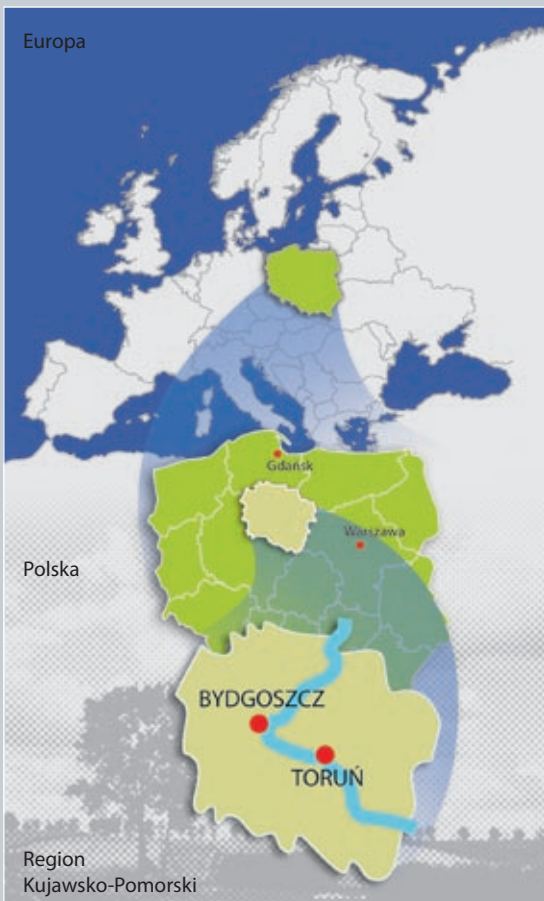 Europa
Gdańsk
Warszawa
Polska
BYDGOSZCZ
TORUŃ
Region
Kujawsko-Pomorski